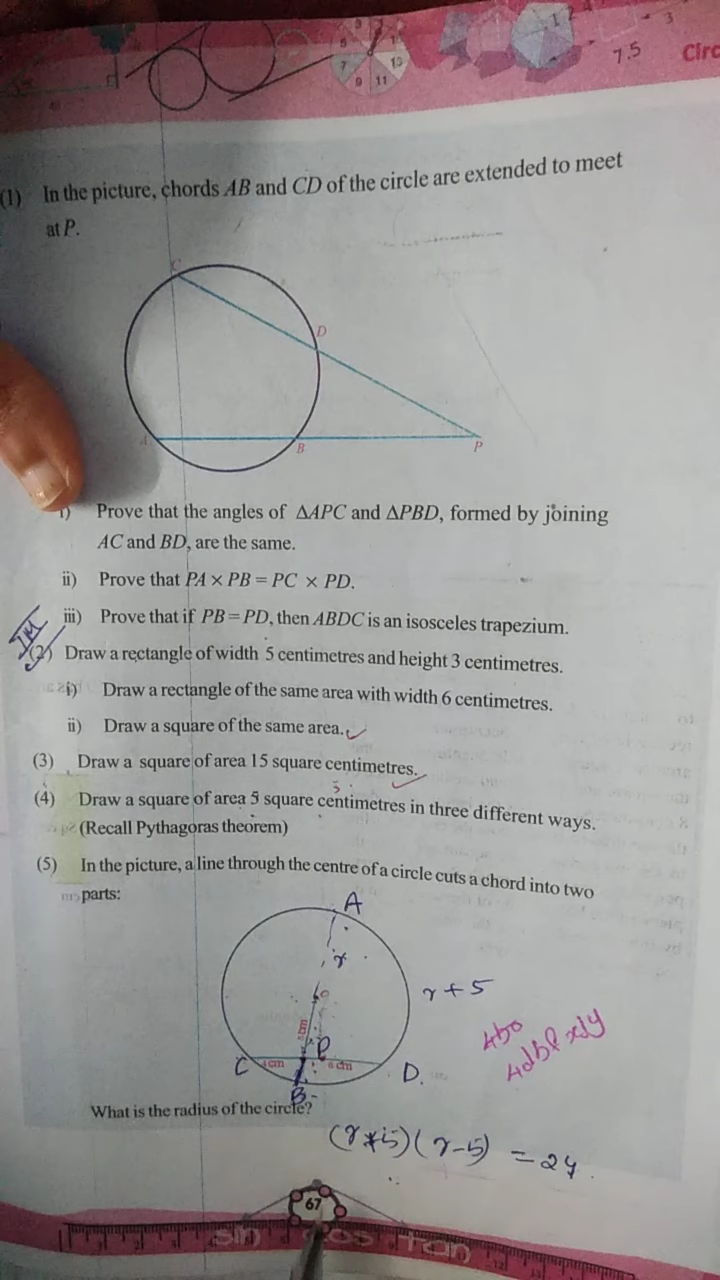 7.5
Circ
(1) In the picture, chords AB and CD of the circle are extended to meet
at P.
C
D
A
B
P
i) Prove that the angles of ΔAPC and ΔPBD, formed by joining
AC and BD, are the same.
ii) Prove that PA × PB = PC × PD.
iii) Prove that if PB = PD, then ABDC is an isosceles trapezium.
(2) Draw a rectangle of width 5 centimetres and height 3 centimetres.
i) Draw a rectangle of the same area with width 6 centimetres.
ii) Draw a square of the same area.
(3) Draw a square of area 15 square centimetres.
(4) Draw a square of area 5 square centimetres in three different ways.
(Recall Pythagoras theorem)
(5) In the picture, a line through the centre of a circle cuts a chord into two
parts:
A
r
r + 5
P
C 4 cm 6 cm D.
B
What is the radius of the circle?
(r+5)(r-5) = 24.
67
sin cos tan